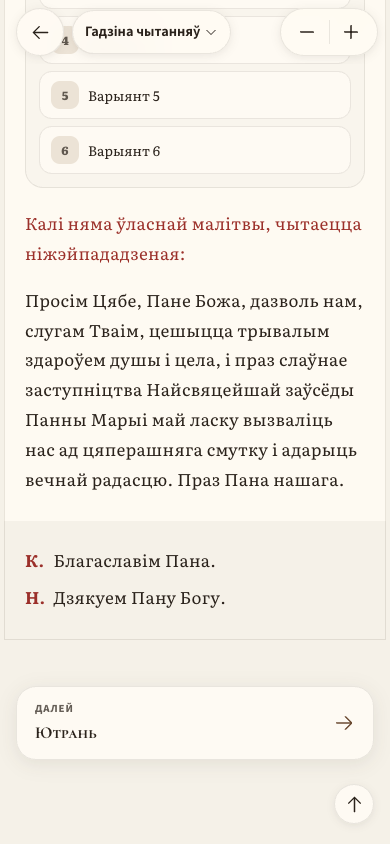 Гадзіна чытанняў
4
5 Варыянт 5
6 Варыянт 6
Калі няма ўласнай малітвы, чытаецца
ніжэйпададзеная:
Просім Цябе, Пане Божа, дазволь нам,
слугам Тваім, цешыцца трывалым
здароўем душы і цела, і праз слаўнае
заступніцтва Найсвяцейшай заўсёды
Панны Марыі май ласку вызваліць
нас ад цяперашняга смутку і адарыць
вечнай радасцю. Праз Пана нашага.
К. Благаславім Пана.
Н. Дзякуем Пану Богу.
ДАЛЕЙ
Ютрань